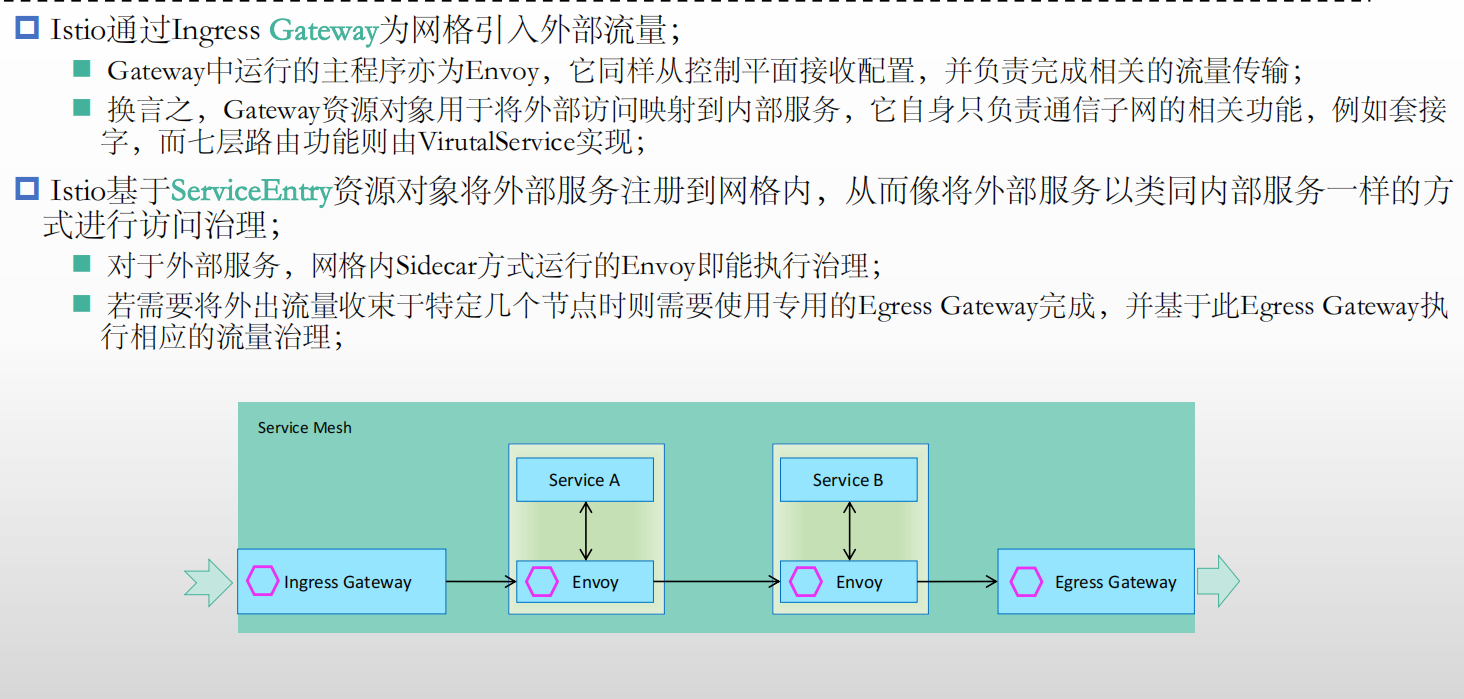 Istio通过Ingress Gateway为网格引入外部流量；
Gateway中运行的主程序亦为Envoy，它同样从控制平面接收配置，并负责完成相关的流量传输；
换言之，Gateway资源对象用于将外部访问映射到内部服务，它自身只负责通信子网的相关功能，例如套接
字，而七层路由功能则由VirutalService实现；
Istio基于ServiceEntry资源对象将外部服务注册到网格内，从而像将外部服务以类同内部服务一样的方
式进行访问治理；
对于外部服务，网格内Sidecar方式运行的Envoy即能执行治理；
若需要将外出流量收束于特定几个节点时则需要使用专用的Egress Gateway完成，并基于此Egress Gateway执
行相应的流量治理；
Service Mesh
Service A
Service B
Ingress Gateway
Envoy
Envoy
Egress Gateway